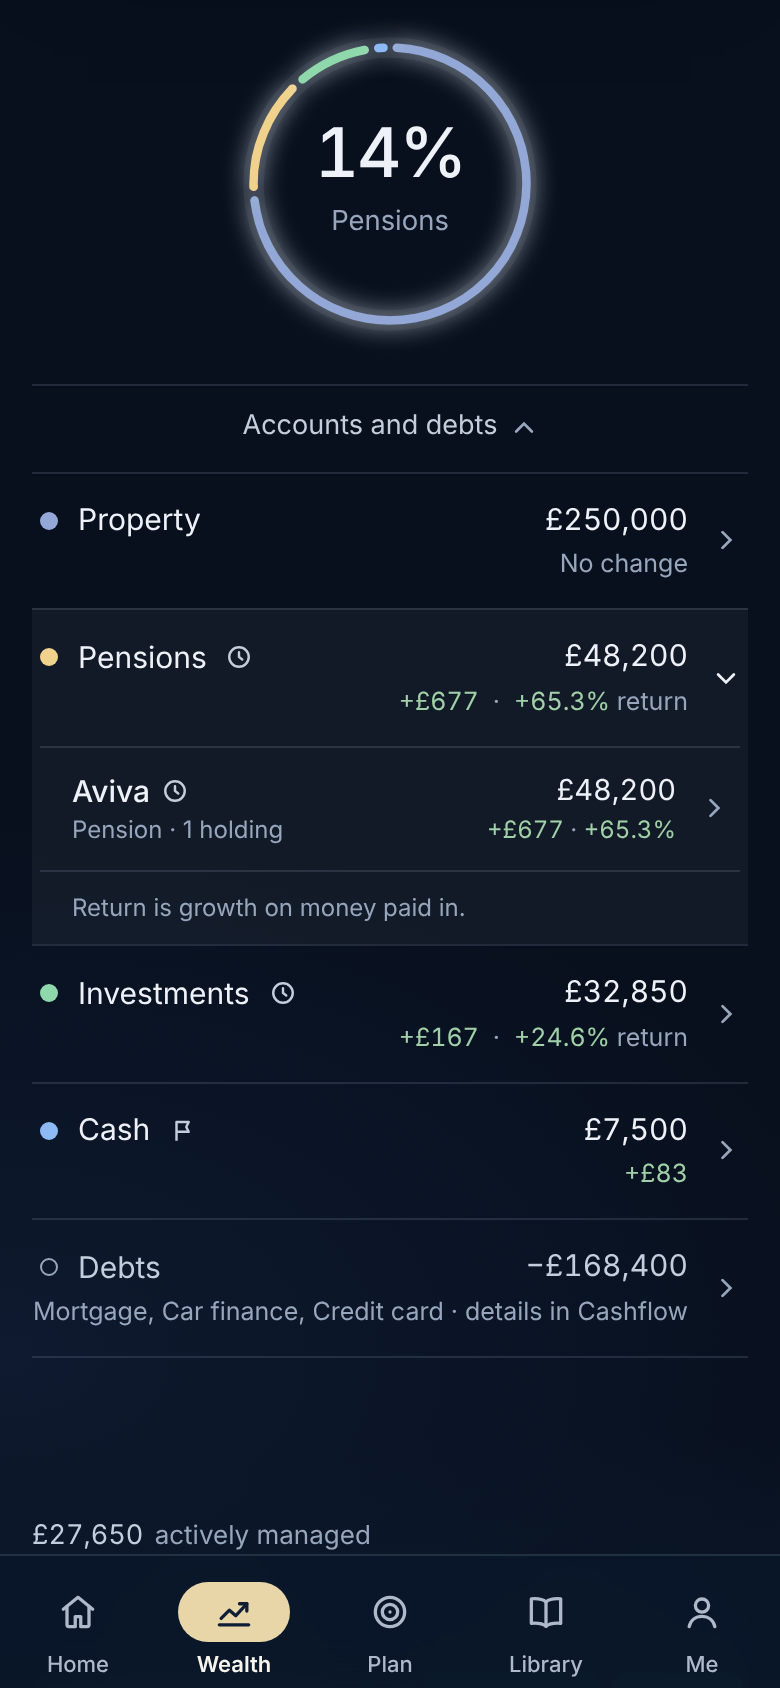 14%
Pensions
Accounts and debts
Property £250,000
No change
Pensions £48,200
+£677 · +65.3% return
Aviva £48,200
Pension · 1 holding +£677 · +65.3%
Return is growth on money paid in.
Investments £32,850
+£167 · +24.6% return
Cash £7,500
+£83
Debts −£168,400
Mortgage, Car finance, Credit card · details in Cashflow
£27,650 actively managed
Home Wealth Plan Library Me